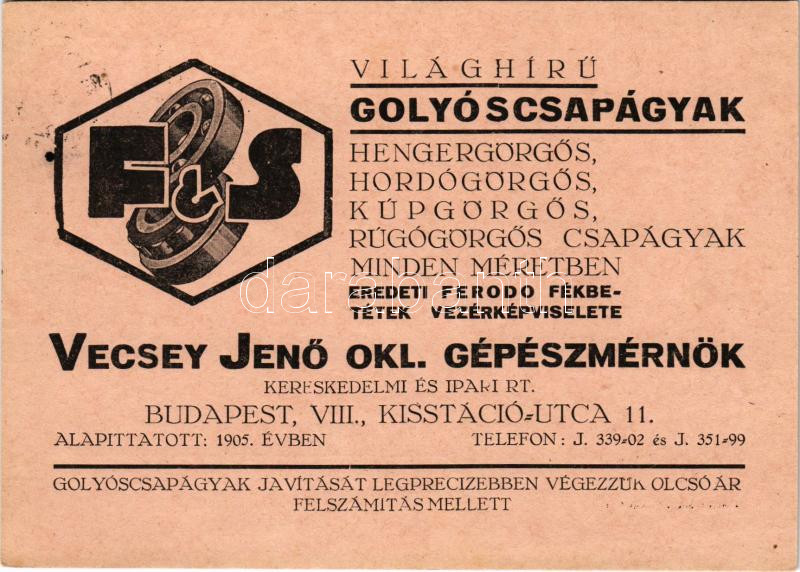 F & S
VILÁGHÍRŰ
GOLYÓSCSAPÁGYAK
HENGERGÖRGŐS,
HORDÓGÖRGŐS,
KÚPGÖRGŐS,
RÚGÓGÖRGŐS CSAPÁGYAK
MINDEN MÉRETBEN
EREDETI FERODO FÉKBE-
TÉTEK VEZÉRKÉPVISELETE
darabanth
VECSEY JENŐ OKL. GÉPÉSZMÉRNÖK
KERESKEDELMI ÉS IPARI RT.
BUDAPEST, VIII., KISSTÁCIÓ-UTCA 11.
ALAPITTATOTT: 1905. ÉVBEN TELEFON: J. 339-02 és J. 351-99
GOLYÓSCSAPÁGYAK JAVÍTÁSÁT LEGPRECIZEBBEN VÉGEZZÜK OLCSÓ ÁR
FELSZÁMITÁS MELLETT